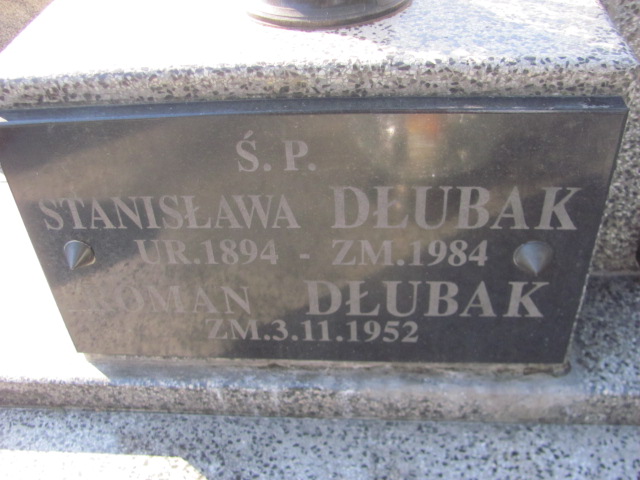 Ś. P.
STANISŁAWA DŁUBAK
UR.1894 - ZM.1984
ROMAN DŁUBAK
ZM.3.11.1952